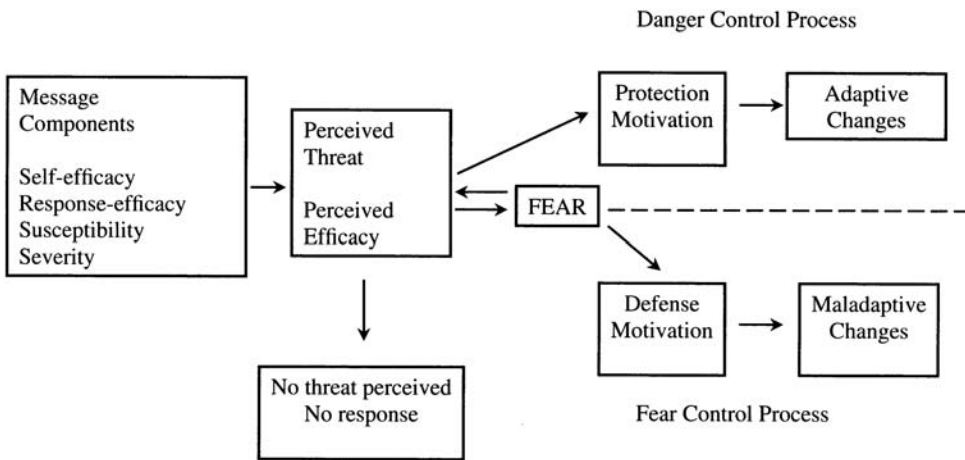 Danger Control Process
Message
Components
Self-efficacy
Response-efficacy
Susceptibility
Severity
Perceived
Threat
Perceived
Efficacy
Protection
Motivation
Adaptive
Changes
FEAR
Defense
Motivation
Maladaptive
Changes
No threat perceived
No response
Fear Control Process